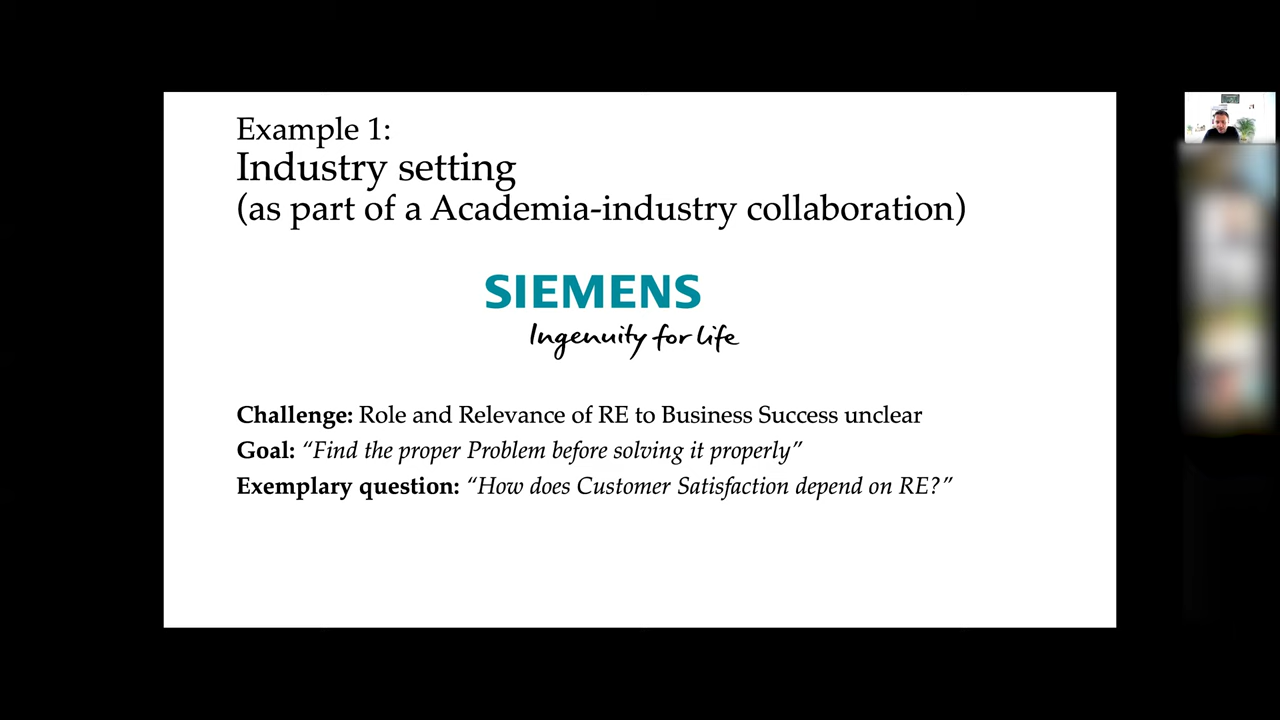 Example 1:
Industry setting
(as part of a Academia-industry collaboration)
SIEMENS
Ingenuity for life
Challenge: Role and Relevance of RE to Business Success unclear
Goal: “Find the proper Problem before solving it properly”
Exemplary question: “How does Customer Satisfaction depend on RE?”